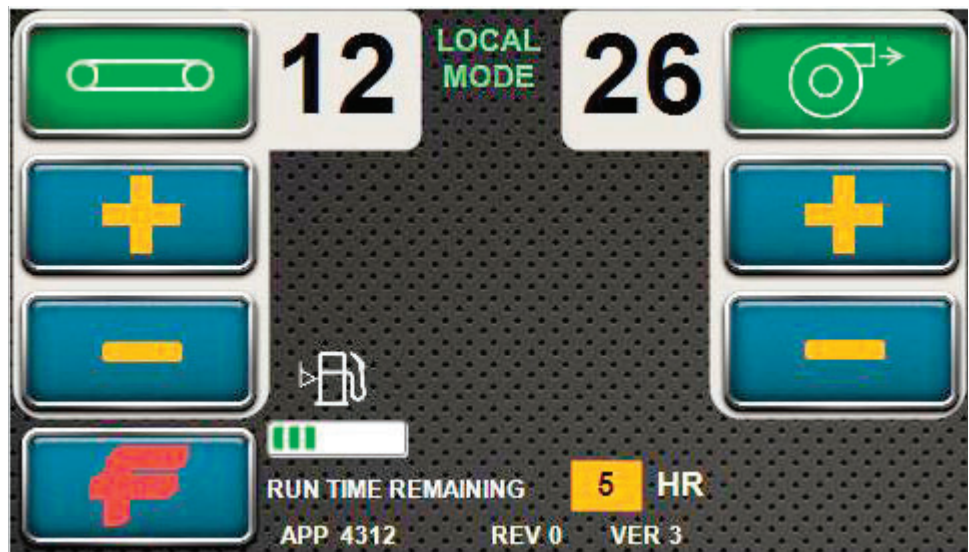 12
LOCAL
MODE
26
RUN TIME REMAINING 5 HR
APP 4312 REV 0 VER 3